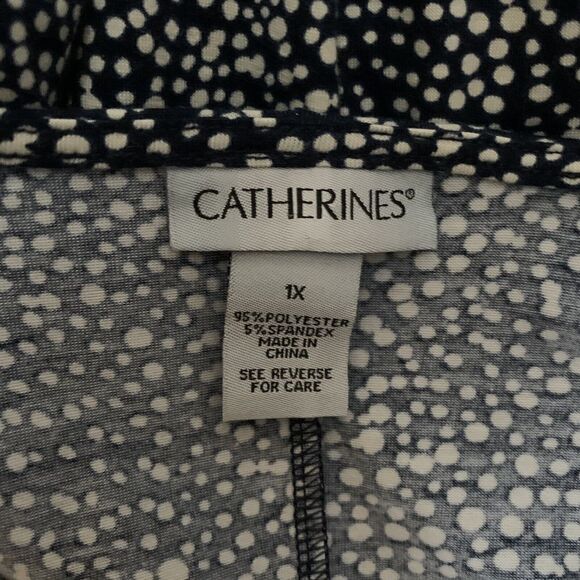 CATHERINES®
1X
95% POLYESTER
5% SPANDEX
MADE IN
CHINA
SEE REVERSE
FOR CARE